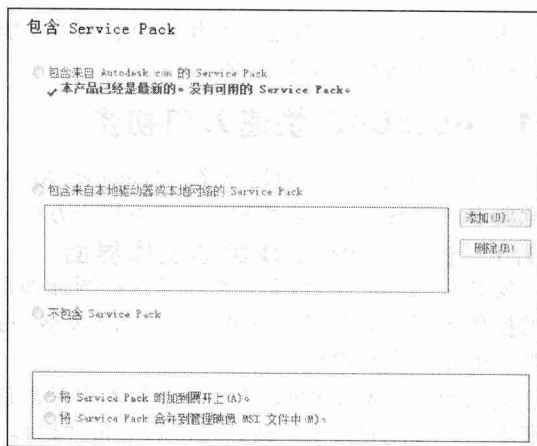 包含 Service Pack
包含来自 Autodesk.com 的 Service Pack
本产品已经是最新的。没有可用的 Service Pack。
包含来自本地驱动器或本地网络的 Service Pack
添加(D)
删除(R)
不包含 Service Pack
将 Service Pack 附加到展开上(A)。
将 Service Pack 合并到管理映像 MSI 文件中(M)。